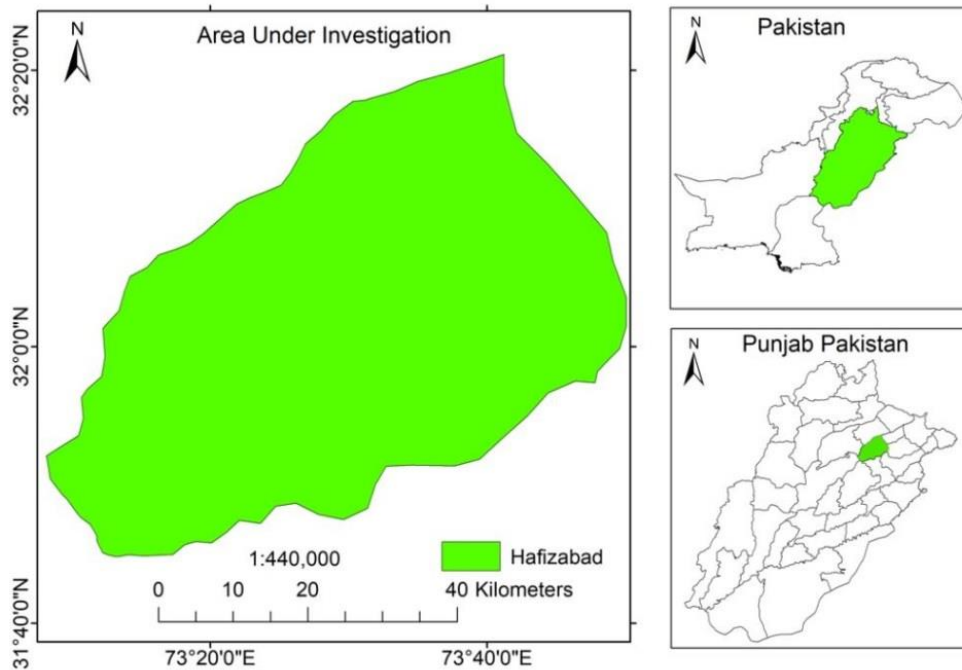 N
Area Under Investigation
32°20'0"N
32°0'0"N
31°40'0"N
1:440,000
Hafizabad
0 10 20 40 Kilometers
73°20'0"E 73°40'0"E
N
Pakistan
N
Punjab Pakistan